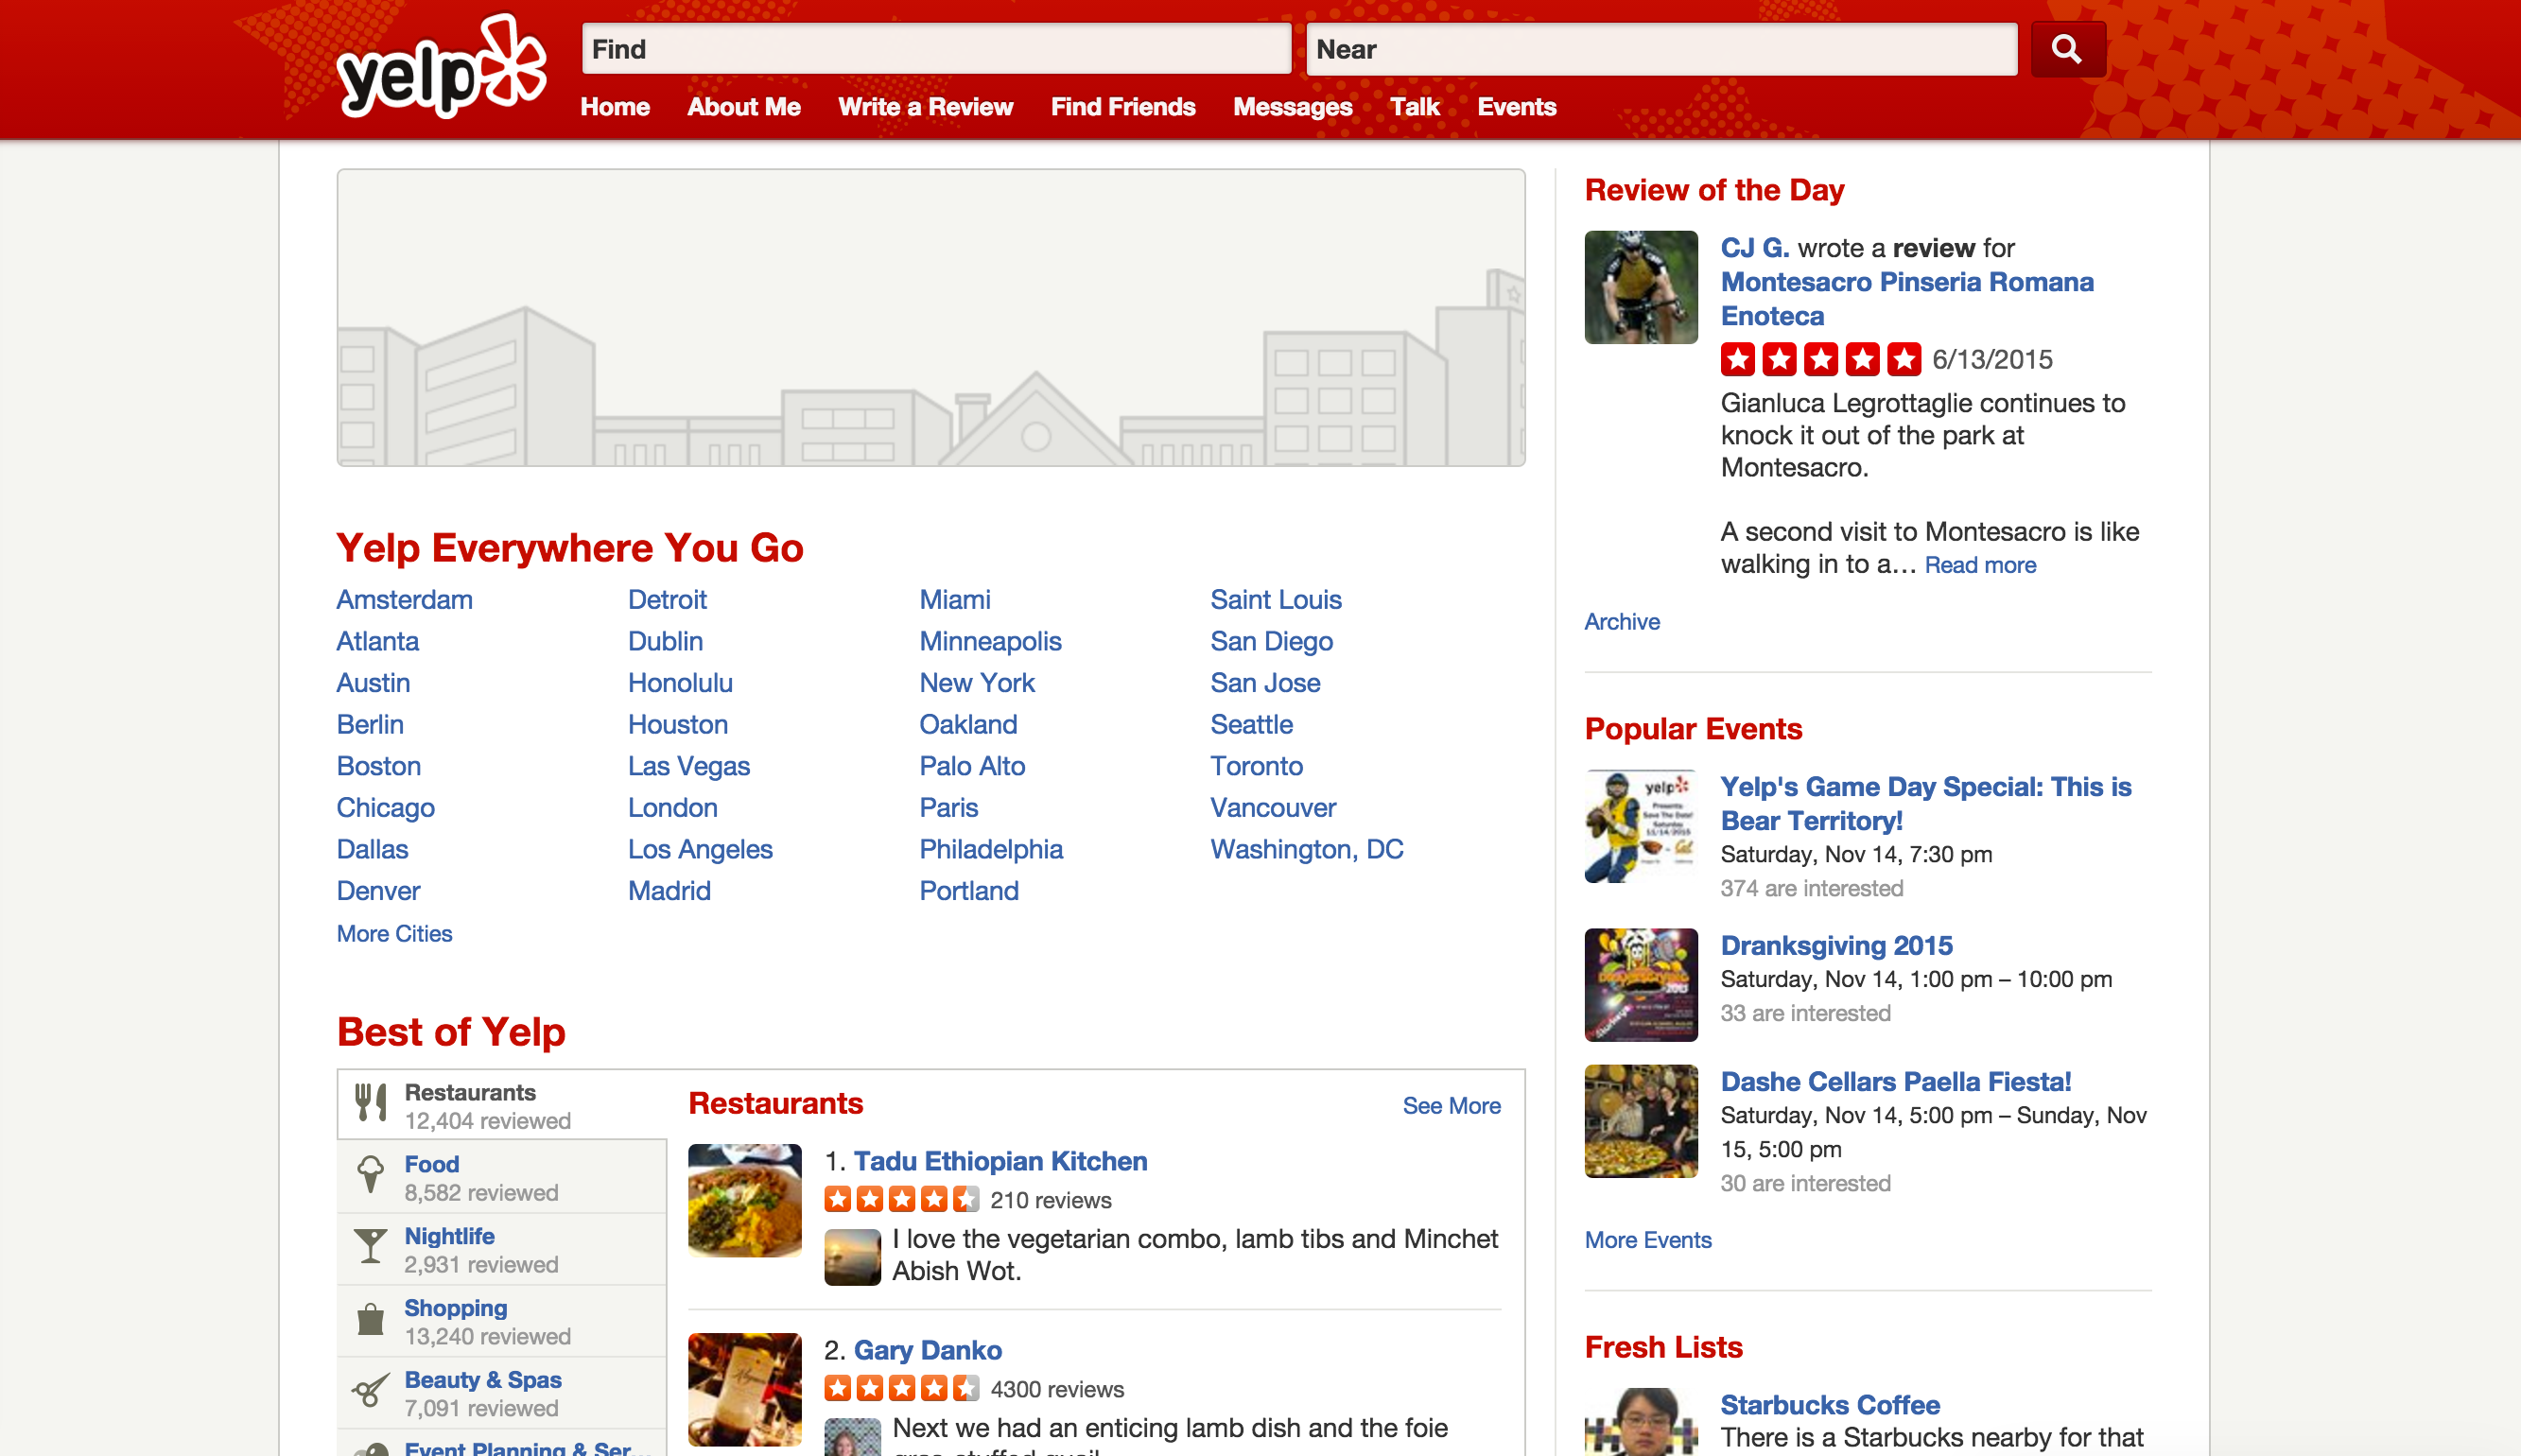 yelp
Find
Near
Home About Me Write a Review Find Friends Messages Talk Events
Yelp Everywhere You Go
Amsterdam
Atlanta
Austin
Berlin
Boston
Chicago
Dallas
Denver
Detroit
Dublin
Honolulu
Houston
Las Vegas
London
Los Angeles
Madrid
Miami
Minneapolis
New York
Oakland
Palo Alto
Paris
Philadelphia
Portland
Saint Louis
San Diego
San Jose
Seattle
Toronto
Vancouver
Washington, DC
More Cities
Best of Yelp
Restaurants
12,404 reviewed
Food
8,582 reviewed
Nightlife
2,931 reviewed
Shopping
13,240 reviewed
Beauty & Spas
7,091 reviewed
Event Planning & Ser...
Restaurants
See More
1. Tadu Ethiopian Kitchen
210 reviews
I love the vegetarian combo, lamb tibs and Minchet
Abish Wot.
2. Gary Danko
4300 reviews
Next we had an enticing lamb dish and the foie
Review of the Day
CJ G. wrote a review for
Montesacro Pinseria Romana
Enoteca
6/13/2015
Gianluca Legrottaglie continues to
knock it out of the park at
Montesacro.
A second visit to Montesacro is like
walking in to a… Read more
Archive
Popular Events
yelp
Yelp's Game Day Special: This is
Bear Territory!
Saturday, Nov 14, 7:30 pm
374 are interested
Dranksgiving 2015
Saturday, Nov 14, 1:00 pm – 10:00 pm
33 are interested
Dashe Cellars Paella Fiesta!
Saturday, Nov 14, 5:00 pm – Sunday, Nov
15, 5:00 pm
30 are interested
More Events
Fresh Lists
Starbucks Coffee
There is a Starbucks nearby for that